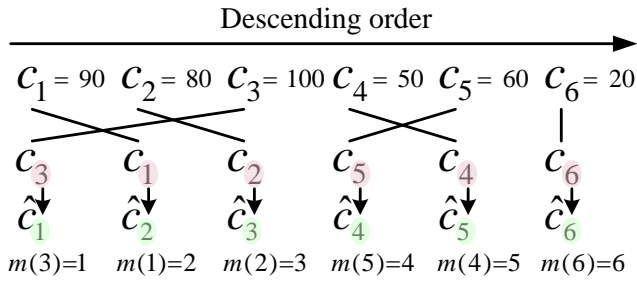 Descending order
c₁ = 90 c₂ = 80 c₃ = 100 c₄ = 50 c₅ = 60 c₆ = 20
c₃ c₁ c₂ c₅ c₄ c₆
ĉ₁ ĉ₂ ĉ₃ ĉ₄ ĉ₅ ĉ₆
m(3)=1 m(1)=2 m(2)=3 m(5)=4 m(4)=5 m(6)=6